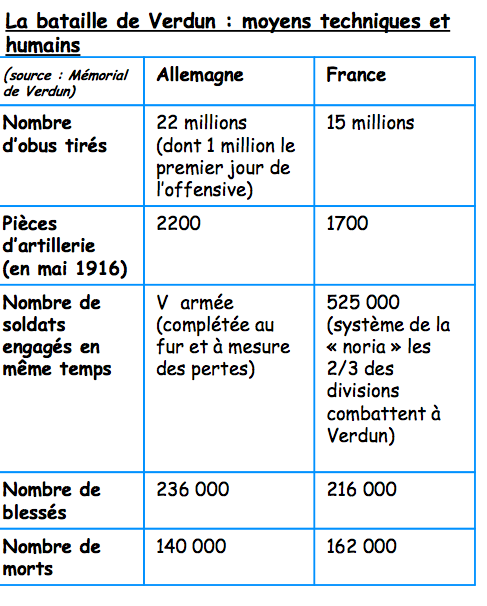 La bataille de Verdun : moyens techniques et
humains
(source : Mémorial
de Verdun)
Allemagne
France
Nombre
d'obus tirés
22 millions
(dont 1 million le
premier jour de
l'offensive)
15 millions
Pièces
d'artillerie
(en mai 1916)
2200
1700
Nombre de
soldats
engagés en
même temps
V armée
(complétée au
fur et à mesure
des pertes)
525 000
(système de la
« noria » les
2/3 des
divisions
combattent à
Verdun)
Nombre de
blessés
236 000
216 000
Nombre de
morts
140 000
162 000